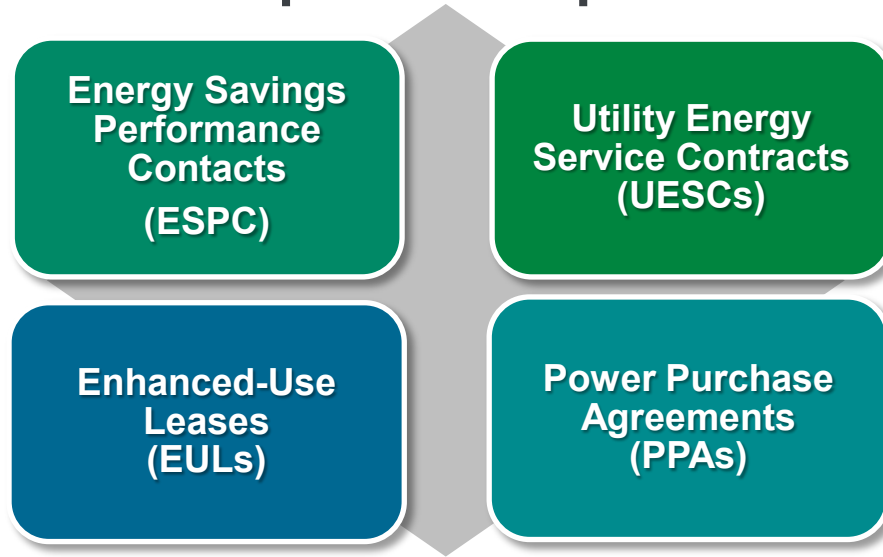 Energy Savings
Performance
Contacts
(ESPC)
Utility Energy
Service Contracts
(UESCs)
Enhanced-Use
Leases
(EULs)
Power Purchase
Agreements
(PPAs)